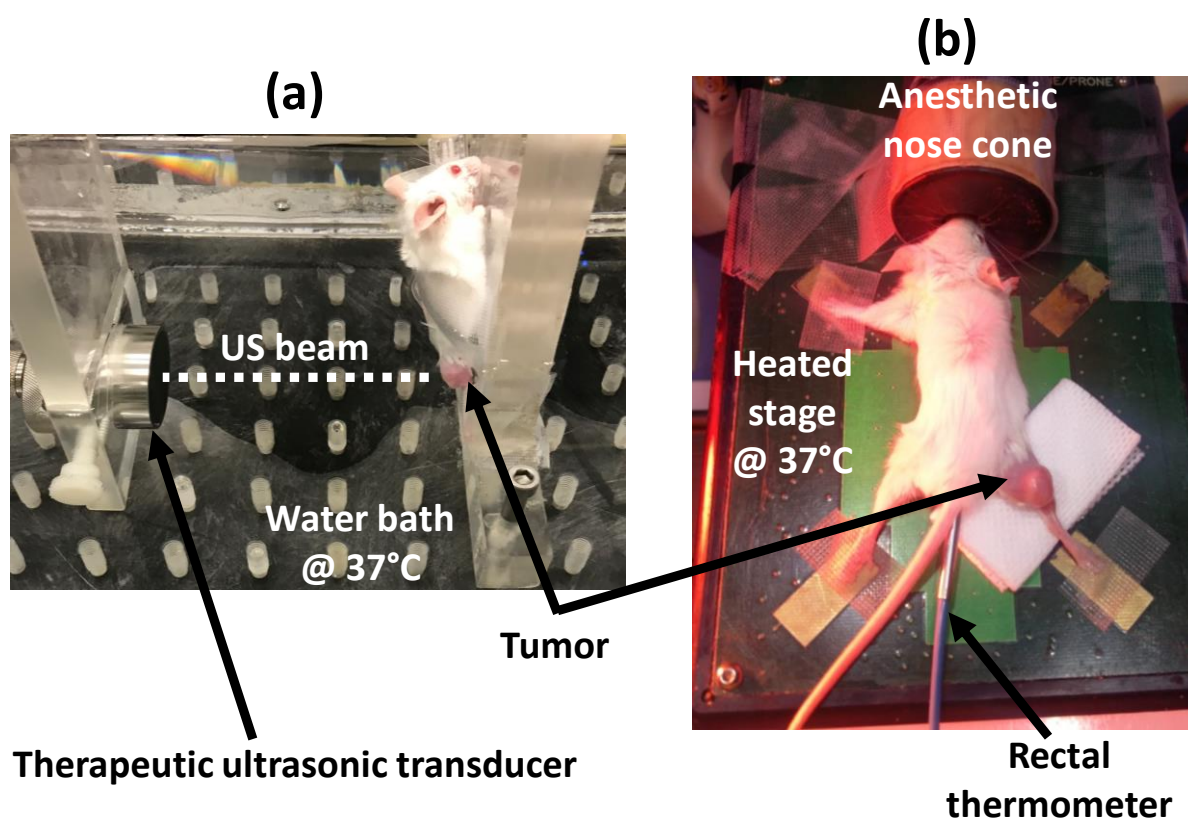 (a)
(b)
US beam
Water bath
@ 37°C
Anesthetic
nose cone
Heated
stage
@ 37°C
Tumor
Therapeutic ultrasonic transducer
Rectal
thermometer